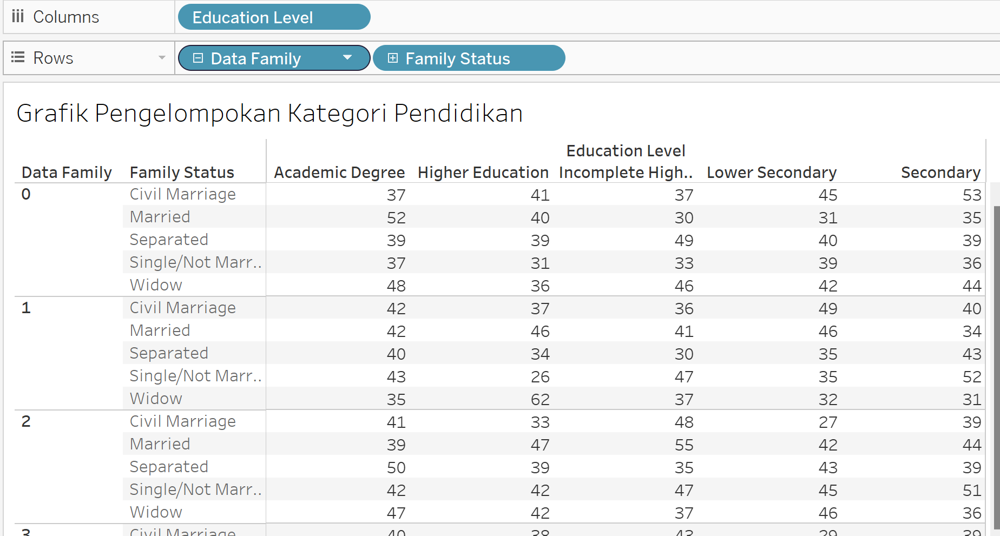 Columns Education Level
Rows Data Family Family Status
Grafik Pengelompokan Kategori Pendidikan
Education Level
Data Family Family Status Academic Degree Higher Education Incomplete High.. Lower Secondary Secondary
0 Civil Marriage 37 41 37 45 53
Married 52 40 30 31 35
Separated 39 39 49 40 39
Single/Not Marr.. 37 31 33 39 36
Widow 48 36 46 42 44
1 Civil Marriage 42 37 36 49 40
Married 42 46 41 46 34
Separated 40 34 30 35 43
Single/Not Marr.. 43 26 47 35 52
Widow 35 62 37 32 31
2 Civil Marriage 41 33 48 27 39
Married 39 47 55 42 44
Separated 50 39 35 43 39
Single/Not Marr.. 42 42 47 45 51
Widow 47 42 37 46 36
3 Civil Marriage 40 38 43 29 39